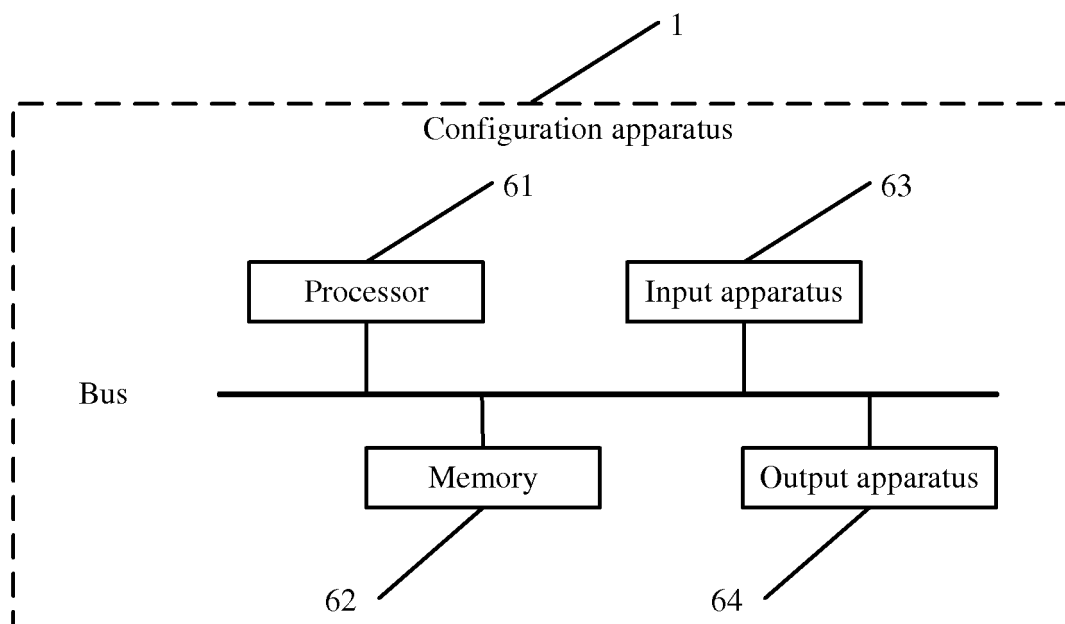 1
Configuration apparatus
61
63
Processor
Input apparatus
Bus
Memory
Output apparatus
62
64